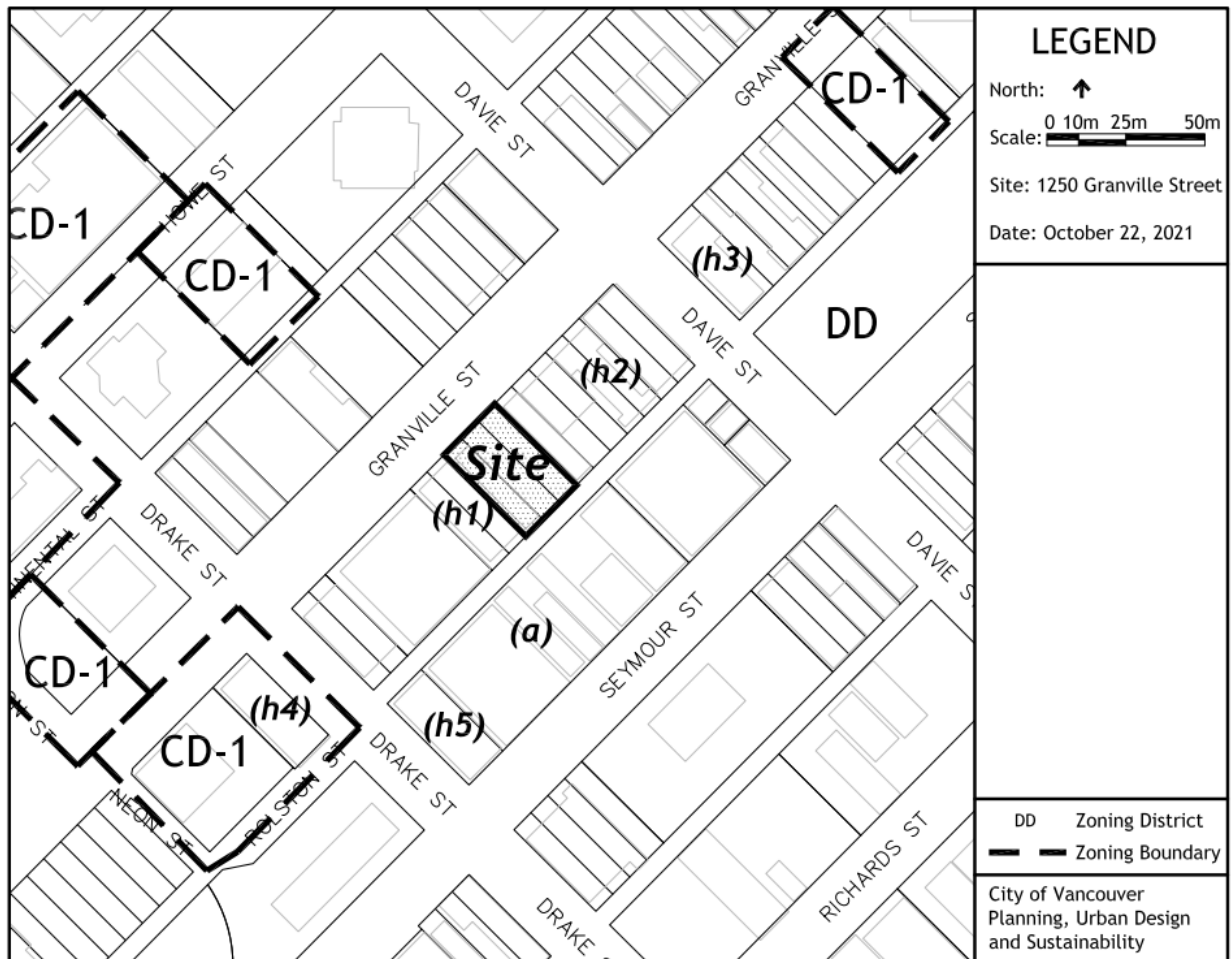 GRANVILLE S
CD-1
DAVIE ST
HOWE ST
CD-1
CD-1
(h3)
DD
DAVIE ST
(h2)
GRANVILLE ST
Site
(h1)
DRAKE ST
DAVIE S
(a)
SEYMOUR ST
CD-1
(h4)
(h5)
CD-1
DRAKE ST
ROLSTON ST
NEON ST
RICHARDS ST
DRAKE S
LEGEND
North:
Scale: 0 10m 25m 50m
Site: 1250 Granville Street
Date: October 22, 2021
DD Zoning District
Zoning Boundary
City of Vancouver
Planning, Urban Design
and Sustainability